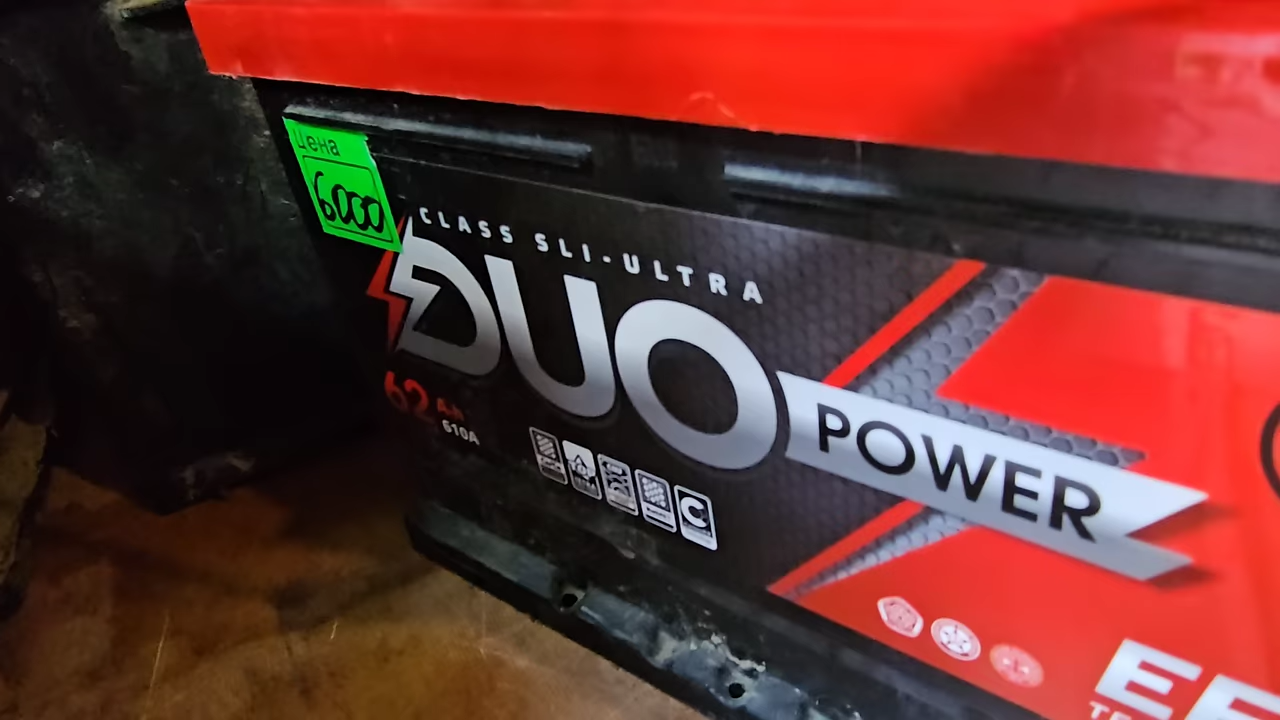 цена
6000
CLASS SLI-ULTRA
DUO
POWER
62 Ah
610A
C